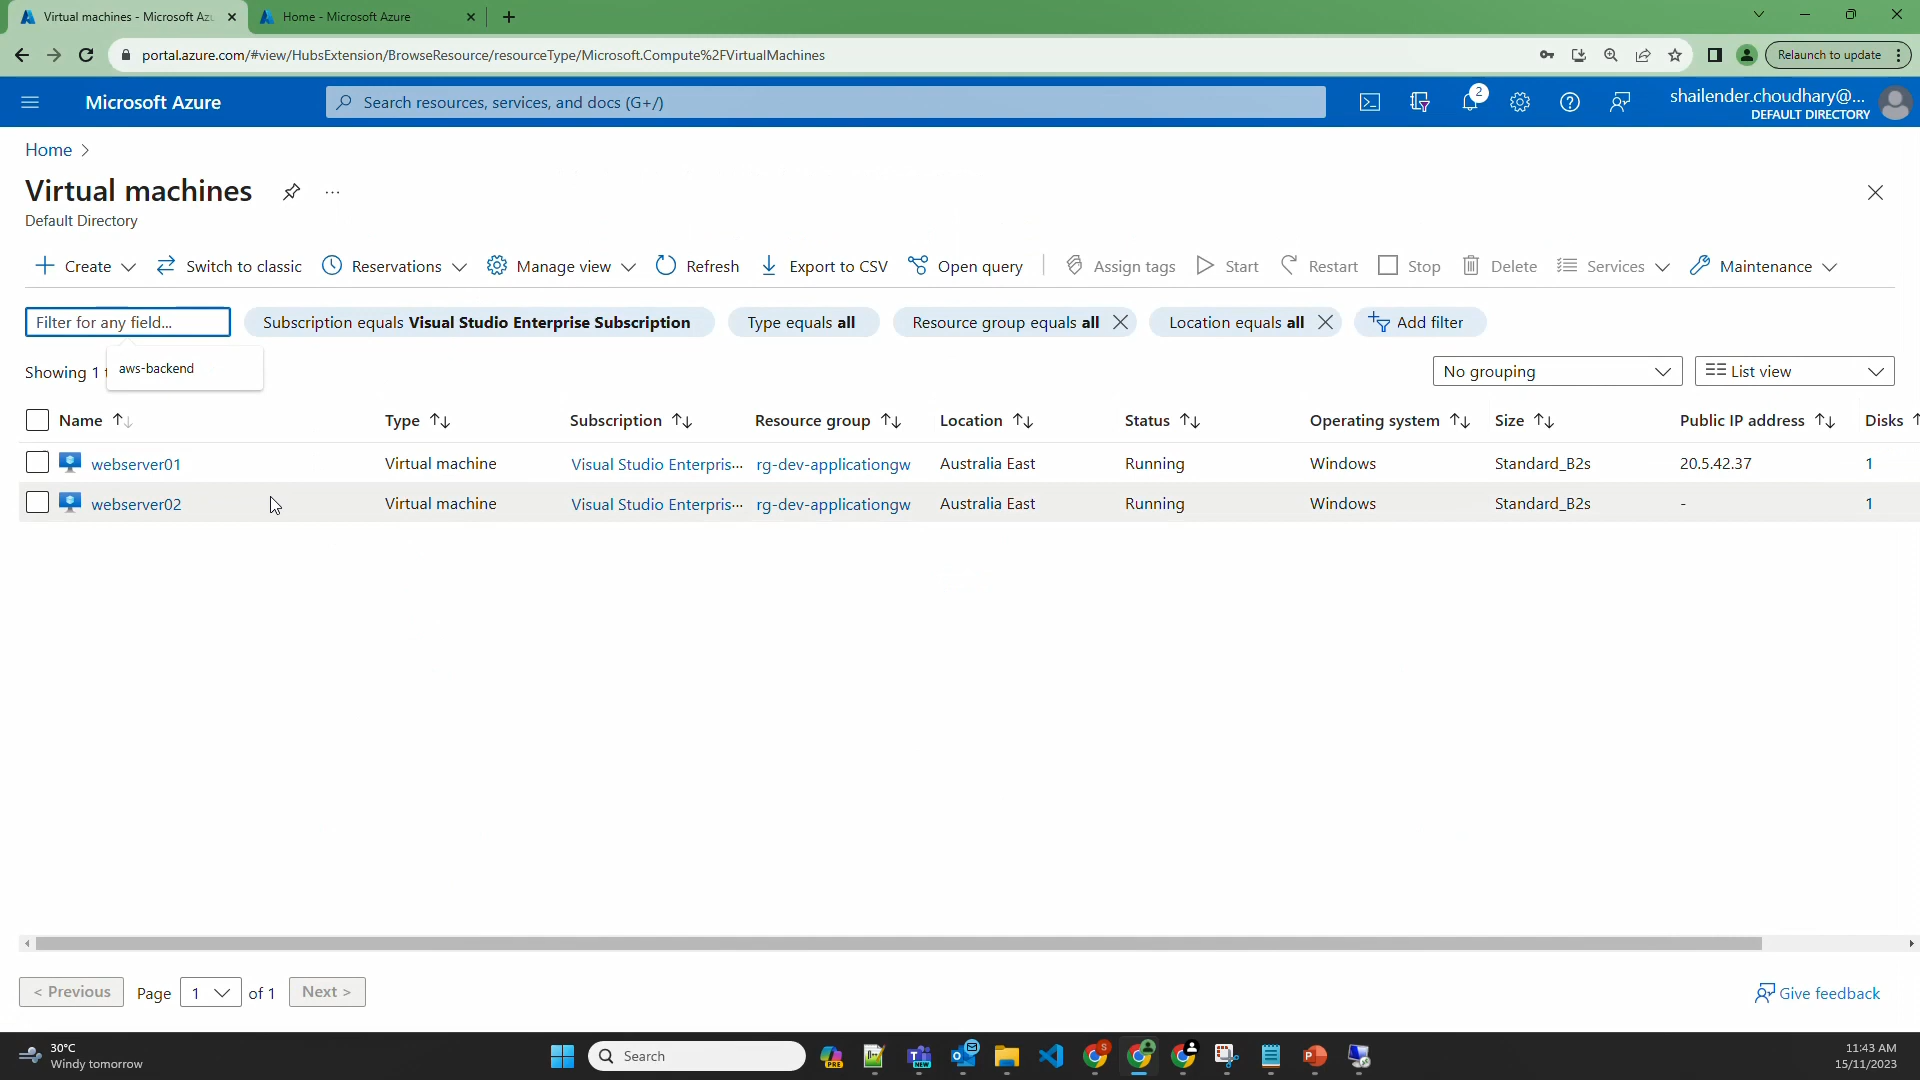 Virtual machines - Microsoft Az
Home - Microsoft Azure
portal.azure.com/#view/HubsExtension/BrowseResource/resourceType/Microsoft.Compute%2FVirtualMachines
Relaunch to update
Microsoft Azure
Search resources, services, and docs (G+/)
2
shailender.choudhary@...
DEFAULT DIRECTORY
Home
Virtual machines
Default Directory
Create Switch to classic Reservations Manage view Refresh Export to CSV Open query Assign tags Start Restart Stop Delete Services Maintenance
Filter for any field... Subscription equals Visual Studio Enterprise Subscription Type equals all Resource group equals all Location equals all Add filter
aws-backend
Showing 1 No grouping List view
Name Type Subscription Resource group Location Status Operating system Size Public IP address Disks
webserver01 Virtual machine Visual Studio Enterpris... rg-dev-applicationgw Australia East Running Windows Standard_B2s 20.5.42.37 1
webserver02 Virtual machine Visual Studio Enterpris... rg-dev-applicationgw Australia East Running Windows Standard_B2s - 1
< Previous Page 1 of 1 Next > Give feedback
30°C
Windy tomorrow
Search
PRE
NEW
S
11:43 AM
15/11/2023